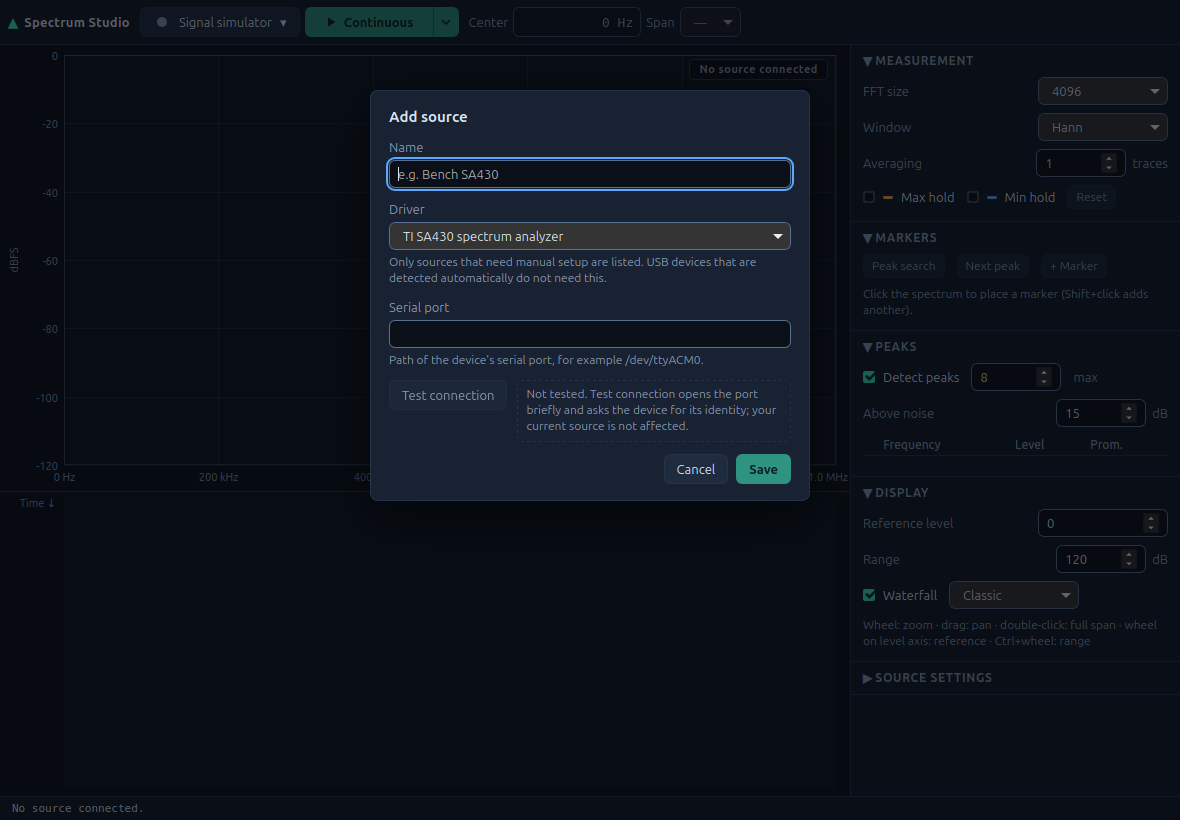 ▲ Spectrum Studio
Signal simulator ▾
Continuous
Center
0 Hz
Span
—
No source connected
0
-20
-40
-60
-80
-100
-120
dBFS
0 Hz
200 kHz
400
1.0 MHz
Time ↓
Add source
Name
e.g. Bench SA430
Driver
TI SA430 spectrum analyzer
Only sources that need manual setup are listed. USB devices that are
detected automatically do not need this.
Serial port
Path of the device's serial port, for example /dev/ttyACM0.
Test connection
Not tested. Test connection opens the port
briefly and asks the device for its identity; your
current source is not affected.
Cancel
Save
▼ MEASUREMENT
FFT size
4096
Window
Hann
Averaging
1
traces
Max hold
Min hold
Reset
▼ MARKERS
Peak search
Next peak
+ Marker
Click the spectrum to place a marker (Shift+click adds
another).
▼ PEAKS
Detect peaks
8
max
Above noise
15
dB
Frequency
Level
Prom.
▼ DISPLAY
Reference level
0
Range
120
dB
Waterfall
Classic
Wheel: zoom · drag: pan · double-click: full span · wheel
on level axis: reference · Ctrl+wheel: range
▶ SOURCE SETTINGS
No source connected.